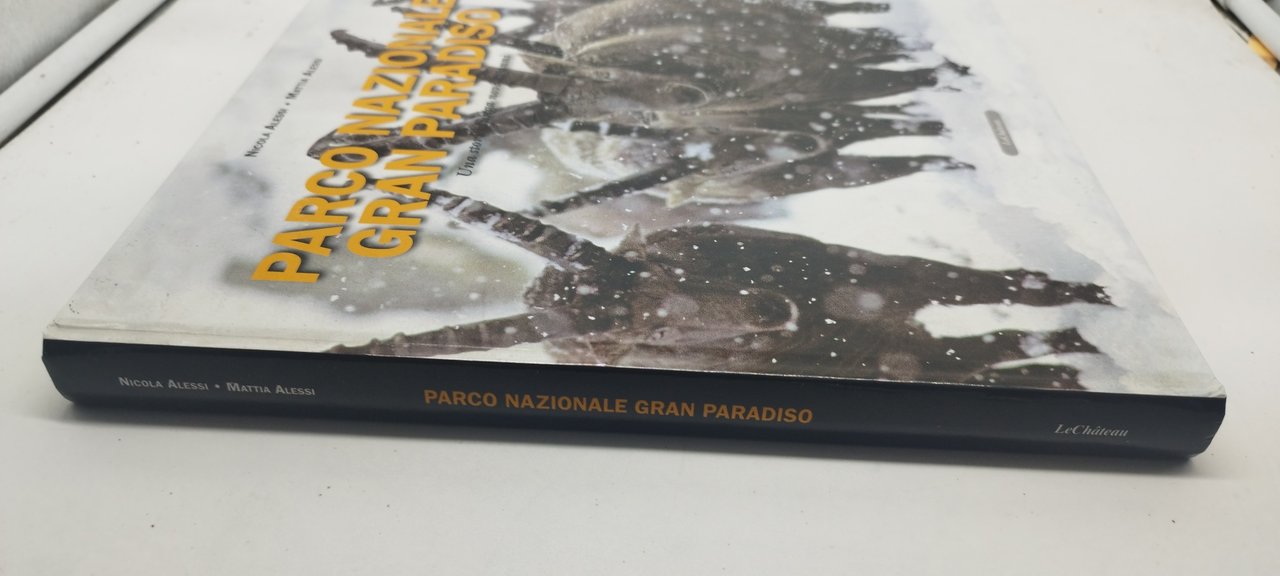 NICOLA ALESSI • MATTIA ALESSI
PARCO NAZIONALE
GRAN PARADISO
NICOLA ALESSI • MATTIA ALESSI
PARCO NAZIONALE GRAN PARADISO
LeChâteau